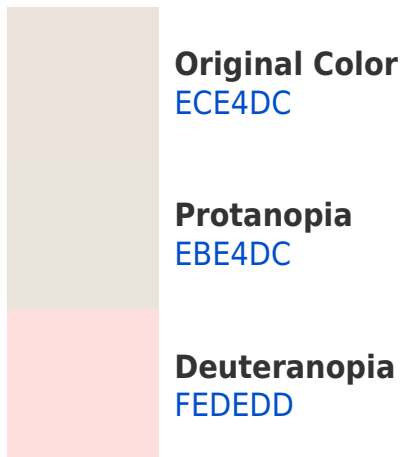 Original Color
ECE4DC
Protanopia
EBE4DC
Deuteranopia
FEDEDD